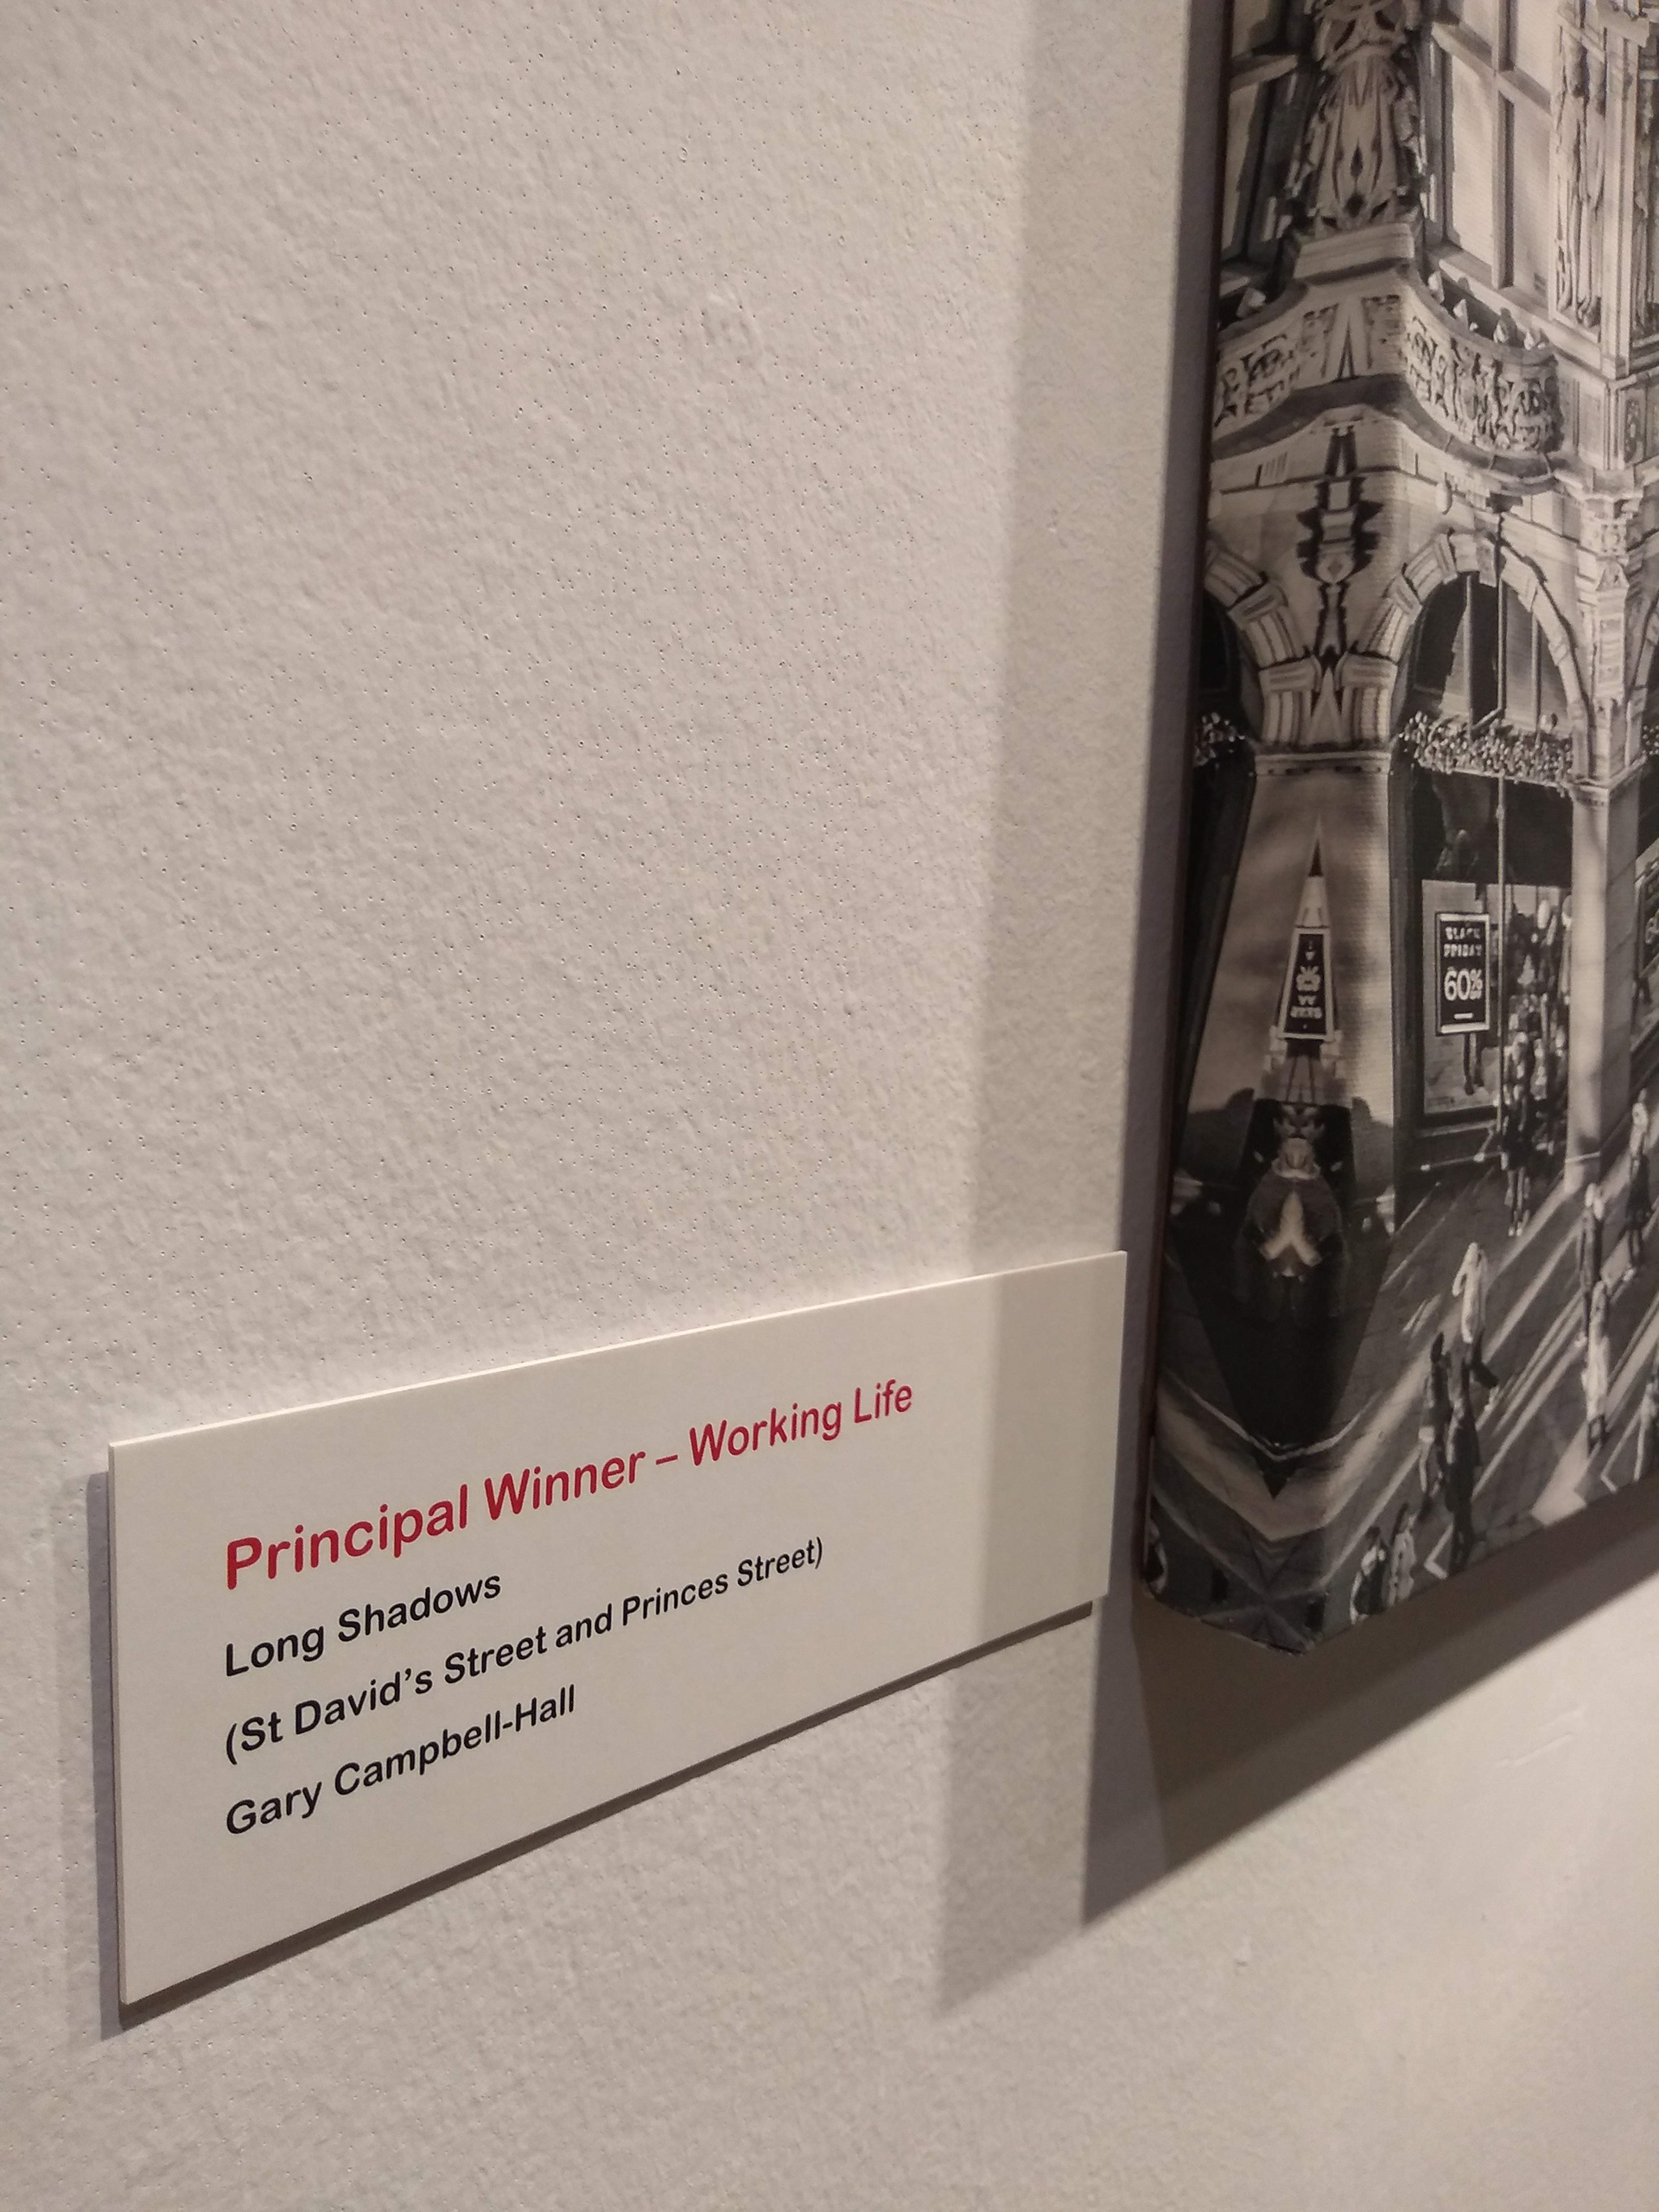 Principal Winner – Working Life
Long Shadows
(St David’s Street and Princes Street)
Gary Campbell-Hall
BLACK
FRIDAY
60%